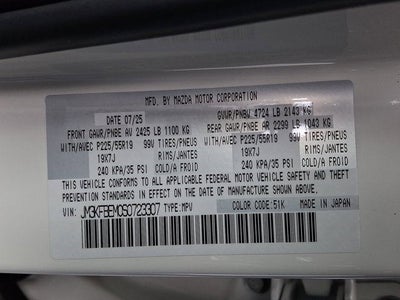 MFD. BY MAZDA MOTOR CORPORATION
DATE 07/25 GVWR/PNBV 4724 LB 2143 KG
FRONT GAWR/PNBE AV 2425 LB 1100 KG REAR GAWR/PNBE AR 2299 LB 1043 KG
WITH/AVEC P225/55R19 99V TIRES/PNEUS WITH/AVEC P225/55R19 99V TIRES/PNEUS
19X7J RIMS/JANTES 19X7J RIMS/JANTES
240 KPA/35 PSI COLD/A FROID 240 KPA/35 PSI COLD/A FROID
THIS VEHICLE CONFORMS TO ALL APPLICABLE FEDERAL MOTOR VEHICLE SAFETY AND THEFT
PREVENTION STANDARDS IN EFFECT ON THE DATE OF MANUFACTURE SHOWN ABOVE.
VIN: JM3KFBEM0S0723307 TYPE:MPV COLOR CODE:51K MADE IN JAPAN